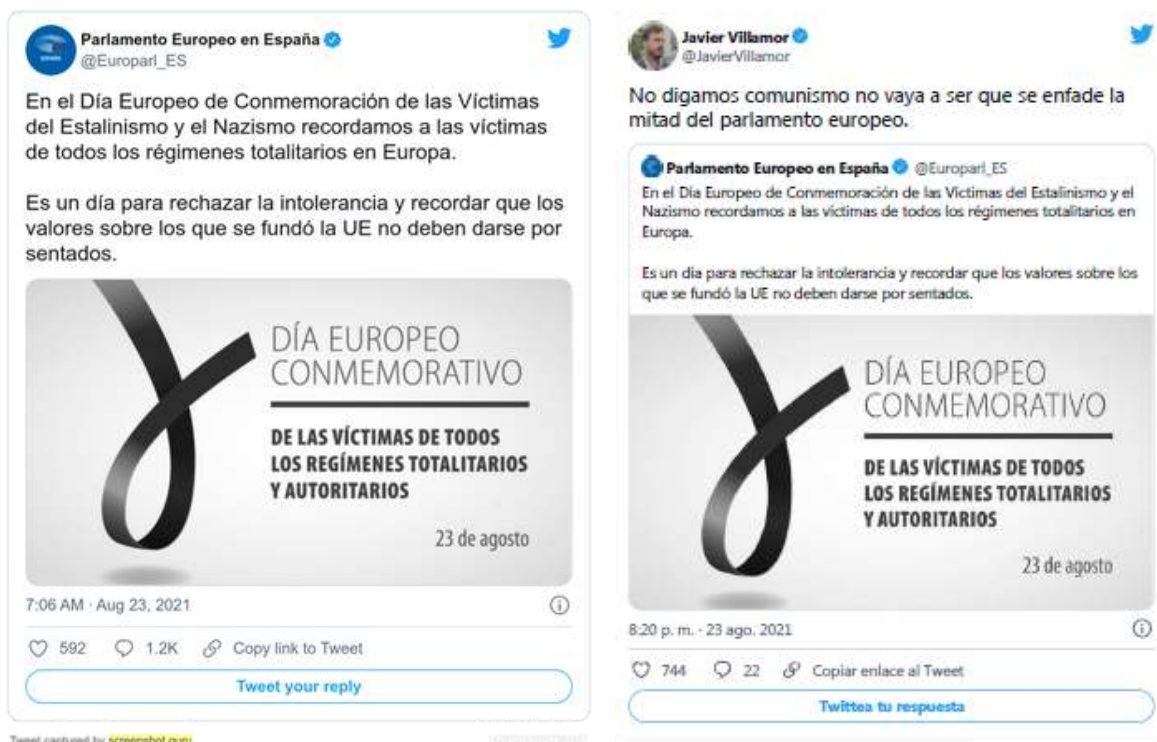 Parlamento Europeo en España
@Europarl_ES
En el Día Europeo de Conmemoración de las Víctimas
del Estalinismo y el Nazismo recordamos a las víctimas
de todos los régimenes totalitarios en Europa.
Es un día para rechazar la intolerancia y recordar que los
valores sobre los que se fundó la UE no deben darse por
sentados.
DÍA EUROPEO
CONMEMORATIVO
DE LAS VÍCTIMAS DE TODOS
LOS REGÍMENES TOTALITARIOS
Y AUTORITARIOS
23 de agosto
7:06 AM · Aug 23, 2021
592 1.2K Copy link to Tweet
Tweet your reply
Tweet captured by screenshot.guru
Javier Villamor
@JavierVillamor
No digamos comunismo no vaya a ser que se enfade la
mitad del parlamento europeo.
Parlamento Europeo en España @Europarl_ES
En el Día Europeo de Conmemoración de las Víctimas del Estalinismo y el
Nazismo recordamos a las víctimas de todos los régimenes totalitarios en
Europa.
Es un día para rechazar la intolerancia y recordar que los valores sobre los
que se fundó la UE no deben darse por sentados.
DÍA EUROPEO
CONMEMORATIVO
DE LAS VÍCTIMAS DE TODOS
LOS REGÍMENES TOTALITARIOS
Y AUTORITARIOS
23 de agosto
8:20 p. m. · 23 ago. 2021
744 22 Copiar enlace al Tweet
Twittea tu respuesta